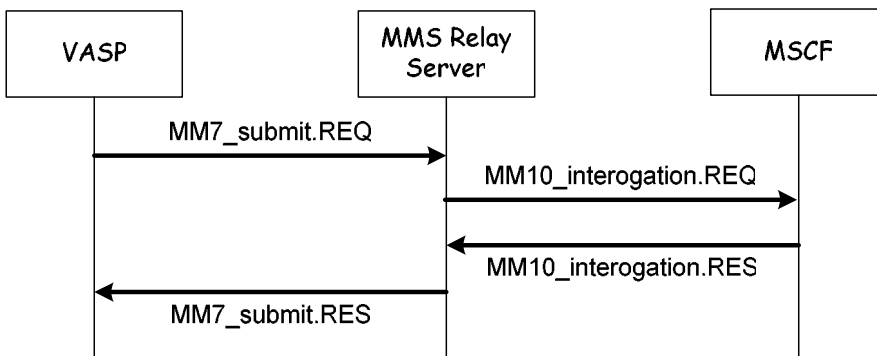 VASP
MMS Relay
Server
MSCF
MM7_submit.REQ
MM10_interogation.REQ
MM10_interogation.RES
MM7_submit.RES